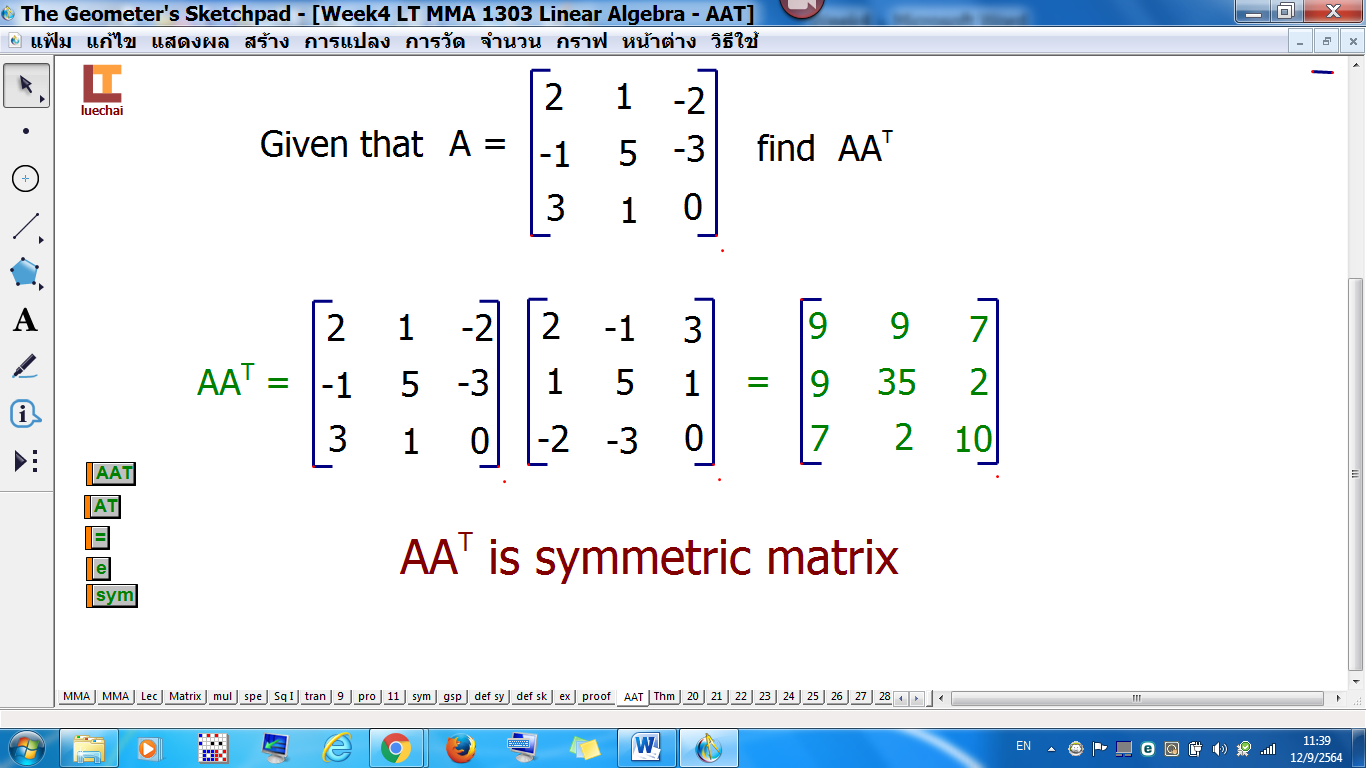 The Geometer's Sketchpad - [Week4 LT MMA 1303 Linear Algebra - AAT]
แฟ้ม แก้ไข แสดงผล สร้าง การแปลง การวัด จำนวน กราฟ หน้าต่าง วิธีใช้
LT
luechai
Given that A = find AAᵀ
2 1 -2
-1 5 -3
3 1 0
AAᵀ = =
2 1 -2 2 -1 3 9 9 7
-1 5 -3 1 5 1 9 35 2
3 1 0 -2 -3 0 7 2 10
AAT
AT
=
e
sym
AAᵀ is symmetric matrix
MMA MMA Lec Matrix mul spe Sq I tran 9 pro 11 sym gsp def sy def sk ex proof AAT Thm 20 21 22 23 24 25 26 27 28
EN 11:39
12/9/2564